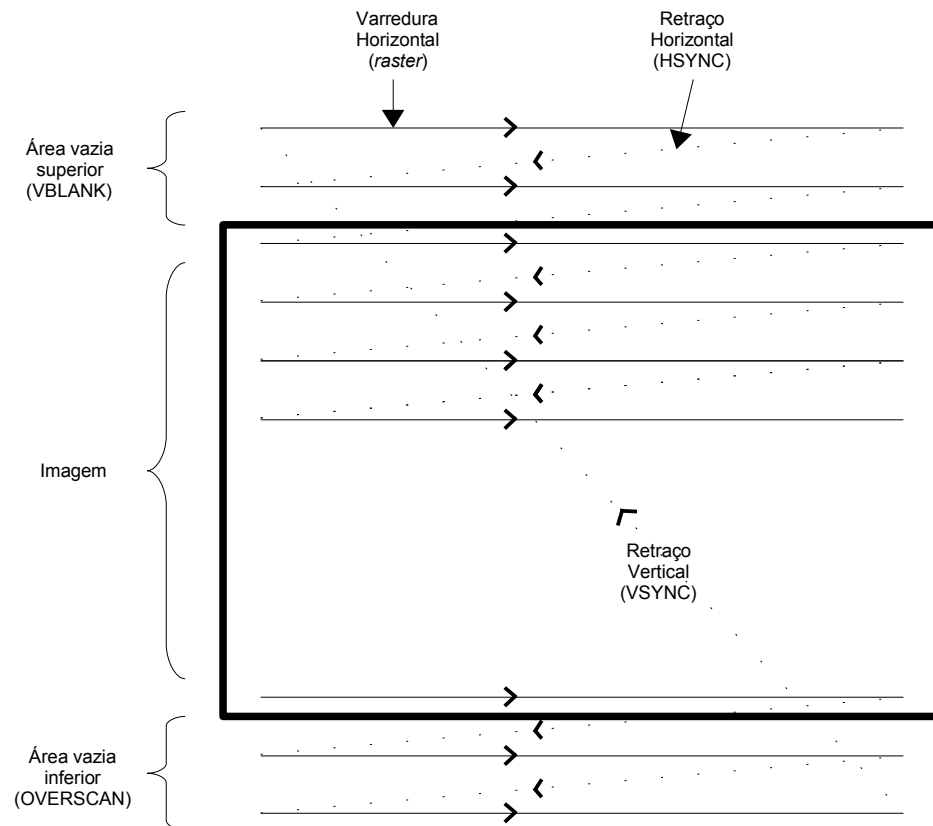 Varredura
Horizontal
(raster)
Retraço
Horizontal
(HSYNC)
Área vazia
superior
(VBLANK)
Imagem
Retraço
Vertical
(VSYNC)
Área vazia
inferior
(OVERSCAN)